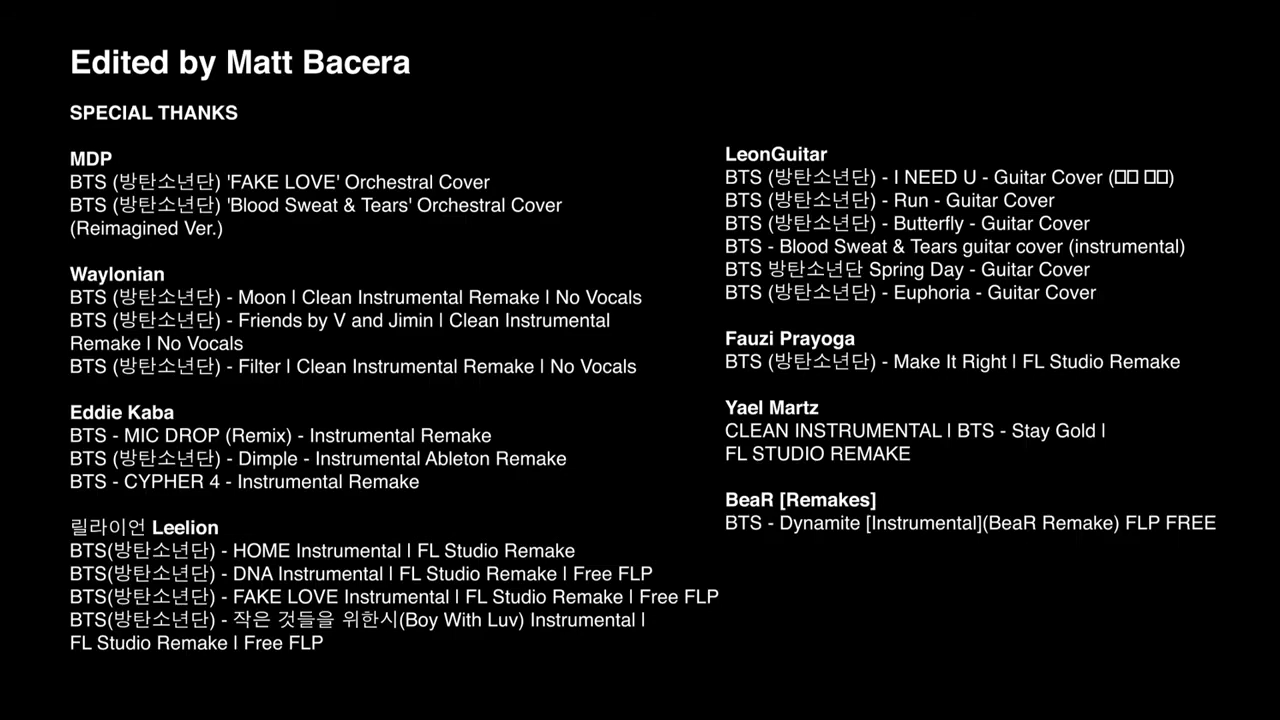 Edited by Matt Bacera
SPECIAL THANKS
MDP
BTS (방탄소년단) 'FAKE LOVE' Orchestral Cover
BTS (방탄소년단) 'Blood Sweat & Tears' Orchestral Cover
(Reimagined Ver.)
Waylonian
BTS (방탄소년단) - Moon | Clean Instrumental Remake | No Vocals
BTS (방탄소년단) - Friends by V and Jimin | Clean Instrumental
Remake | No Vocals
BTS (방탄소년단) - Filter | Clean Instrumental Remake | No Vocals
Eddie Kaba
BTS - MIC DROP (Remix) - Instrumental Remake
BTS (방탄소년단) - Dimple - Instrumental Ableton Remake
BTS - CYPHER 4 - Instrumental Remake
릴라이언 Leelion
BTS(방탄소년단) - HOME Instrumental | FL Studio Remake
BTS(방탄소년단) - DNA Instrumental | FL Studio Remake | Free FLP
BTS(방탄소년단) - FAKE LOVE Instrumental | FL Studio Remake | Free FLP
BTS(방탄소년단) - 작은 것들을 위한시(Boy With Luv) Instrumental |
FL Studio Remake | Free FLP
LeonGuitar
BTS (방탄소년단) - I NEED U - Guitar Cover (□□ □□)
BTS (방탄소년단) - Run - Guitar Cover
BTS (방탄소년단) - Butterfly - Guitar Cover
BTS - Blood Sweat & Tears guitar cover (instrumental)
BTS 방탄소년단 Spring Day - Guitar Cover
BTS (방탄소년단) - Euphoria - Guitar Cover
Fauzi Prayoga
BTS (방탄소년단) - Make It Right | FL Studio Remake
Yael Martz
CLEAN INSTRUMENTAL | BTS - Stay Gold |
FL STUDIO REMAKE
BeaR [Remakes]
BTS - Dynamite [Instrumental](BeaR Remake) FLP FREE